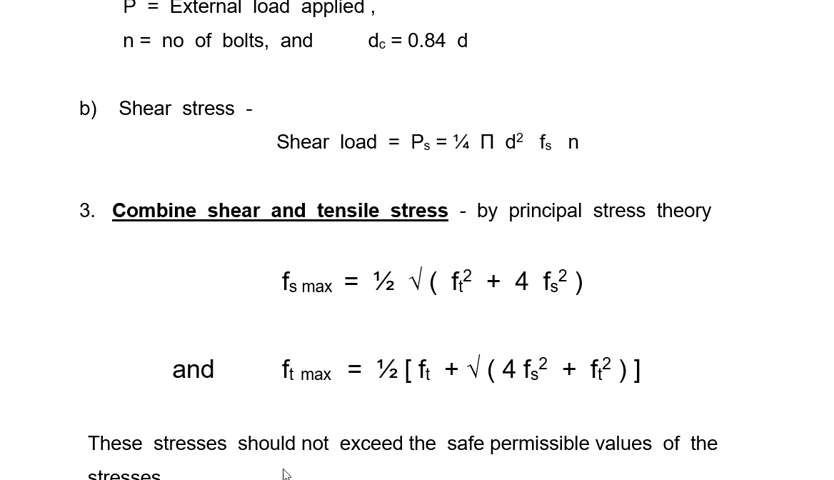 P = External load applied ,
n = no of bolts, and dc = 0.84 d
b) Shear stress -
Shear load = Ps = ¼ Π d² fs n
3. Combine shear and tensile stress - by principal stress theory
fs max = ½ √ ( ft² + 4 fs² )
and ft max = ½ [ ft + √ ( 4 fs² + ft² ) ]
These stresses should not exceed the safe permissible values of the
stresses